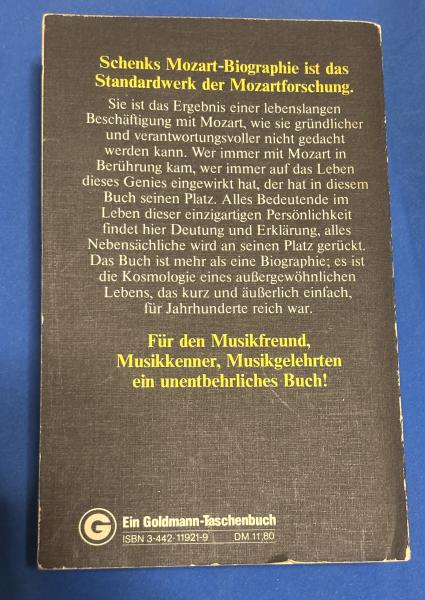 Schenks Mozart-Biographie ist das
Standardwerk der Mozartforschung.
Sie ist das Ergebnis einer lebenslangen
Beschäftigung mit Mozart, wie sie gründlicher
und verantwortungsvoller nicht gedacht
werden kann. Wer immer mit Mozart in
Berührung kam, wer immer auf das Leben
dieses Genies eingewirkt hat, der hat in diesem
Buch seinen Platz. Alles Bedeutende im
Leben dieser einzigartigen Persönlichkeit
findet hier Deutung und Erklärung, alles
Nebensächliche wird an seinen Platz gerückt.
Das Buch ist mehr als eine Biographie; es ist
die Kosmologie eines außergewöhnlichen
Lebens, das kurz und äußerlich einfach,
für Jahrhunderte reich war.
Für den Musikfreund,
Musikkenner, Musikgelehrten
ein unentbehrliches Buch!
G Ein Goldmann-Taschenbuch
ISBN 3-442-11921-9 DM 11,80